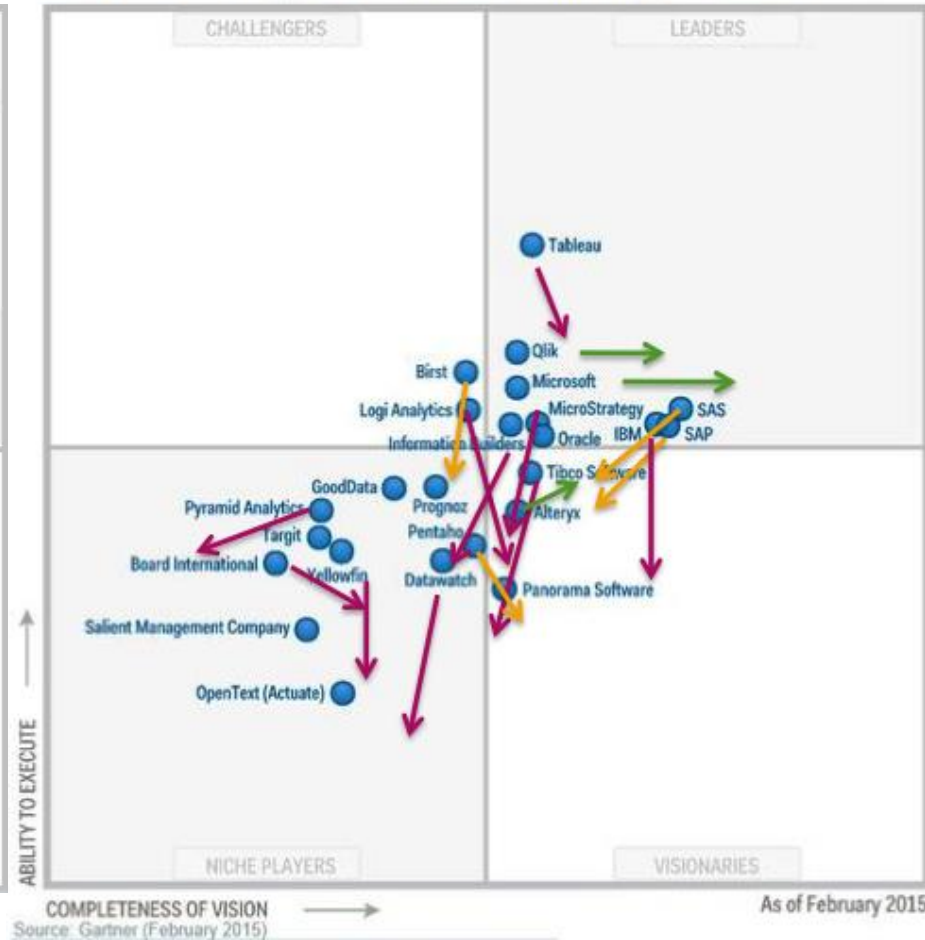 CHALLENGERS
LEADERS
Tableau
Qlik
Birst
Microsoft
Logi Analytics
MicroStrategy
SAS
Information Builders
Oracle
IBM
SAP
Tibco Software
GoodData
Prognoz
Pyramid Analytics
Alteryx
Targit
Pentaho
Board International
Yellowfin
Datawatch
Panorama Software
Salient Management Company
OpenText (Actuate)
ABILITY TO EXECUTE
NICHE PLAYERS
VISIONARIES
COMPLETENESS OF VISION
As of February 2015
Source: Gartner (February 2015)